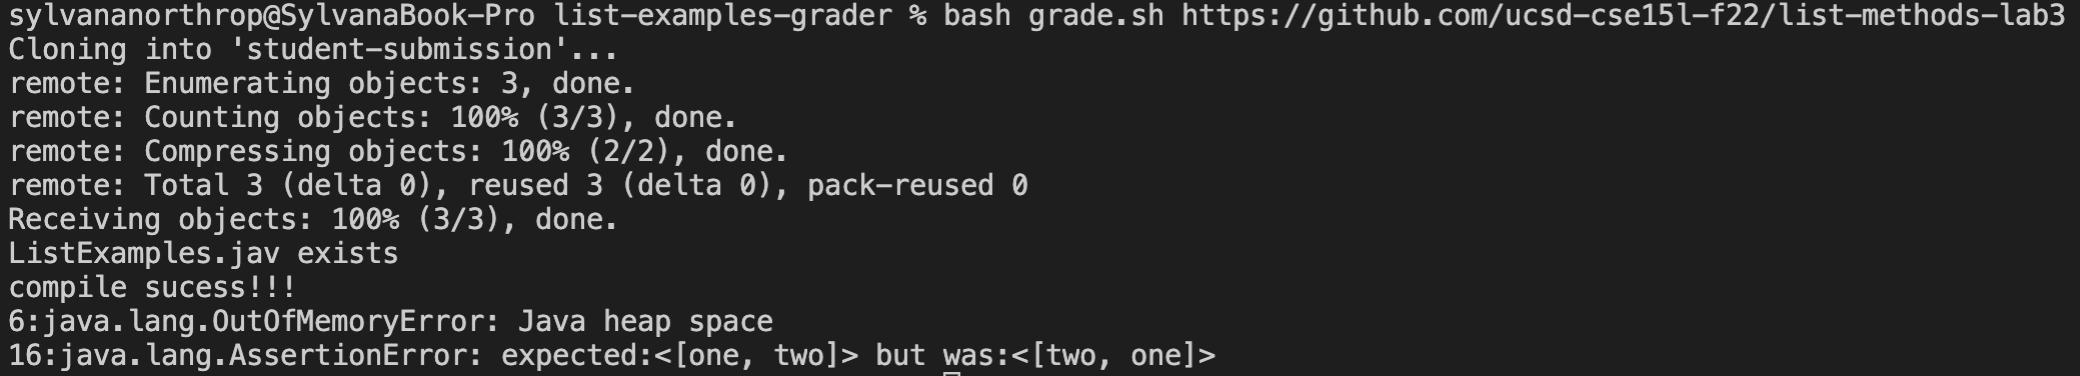 sylvananorthrop@SylvanaBook-Pro list-examples-grader % bash grade.sh https://github.com/ucsd-cse15l-f22/list-methods-lab3
Cloning into 'student-submission'...
remote: Enumerating objects: 3, done.
remote: Counting objects: 100% (3/3), done.
remote: Compressing objects: 100% (2/2), done.
remote: Total 3 (delta 0), reused 3 (delta 0), pack-reused 0
Receiving objects: 100% (3/3), done.
ListExamples.jav exists
compile sucess!!!
6:java.lang.OutOfMemoryError: Java heap space
16:java.lang.AssertionError: expected:<[one, two]> but was:<[two, one]>